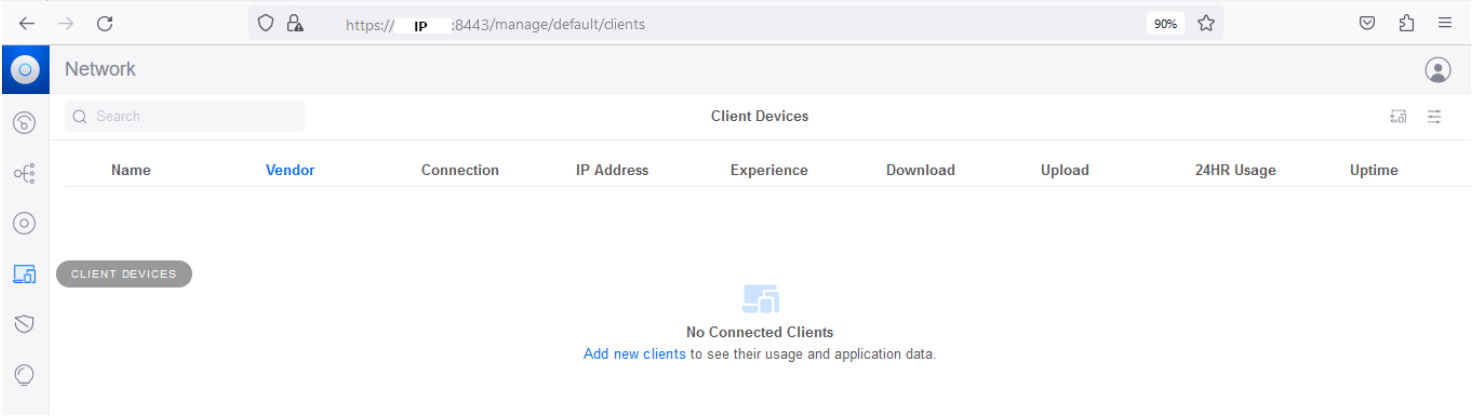 https:// IP :8443/manage/default/clients
90%
Network
Search
Client Devices
Name Vendor Connection IP Address Experience Download Upload 24HR Usage Uptime
CLIENT DEVICES
No Connected Clients
Add new clients to see their usage and application data.